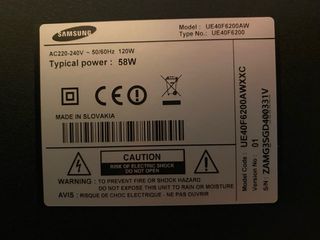 SAMSUNG
Model : UE40F6200AW
Type No. : UE40F6200
AC220-240V ~ 50/60Hz 120W
Typical power : 58W
MADE IN SLOVAKIA
CAUTION
RISK OF ELECTRIC SHOCK
DO NOT OPEN
WARNING : TO PREVENT FIRE OR SHOCK HAZARD
DO NOT EXPOSE THIS UNIT TO RAIN OR MOISTURE.
AVIS : RISQUE DE CHOC ELECTRIQUE-NE PAS OUVRIR.
Model Code : UE40F6200AWXXC
Version No : 01
S/N : ZAMG3SGD400331V